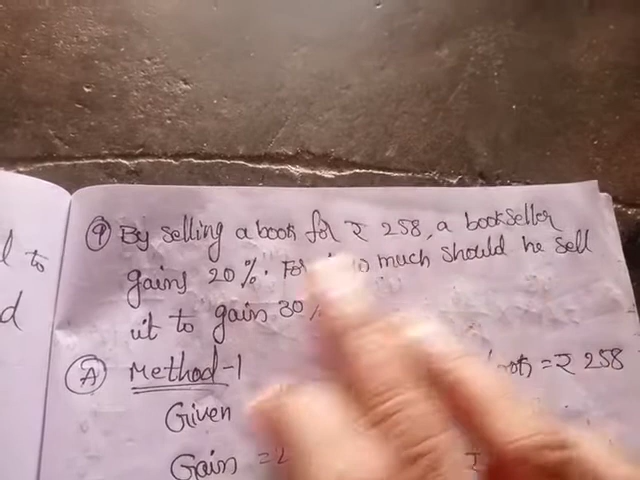 l to
d
Q By selling a book for ₹ 258, a bookseller
gains 20%. For much should he sell
it to gain 30%
A Method-1
Given = ₹ 258
Gain = ₹